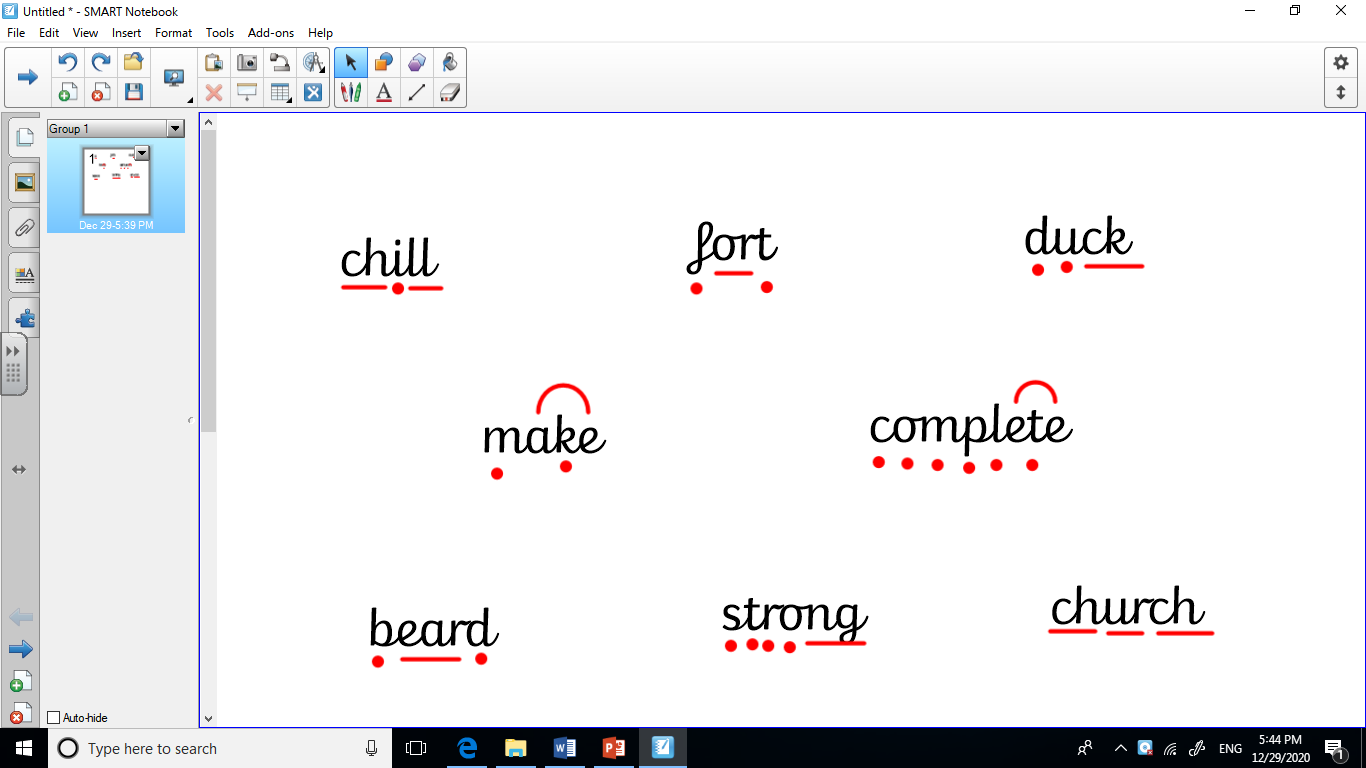 Untitled * - SMART Notebook
File Edit View Insert Format Tools Add-ons Help
Group 1
1
Dec 29-5:39 PM
chill fort duck
make complete
beard strong church
Auto-hide
Type here to search
ENG
5:44 PM
12/29/2020
1